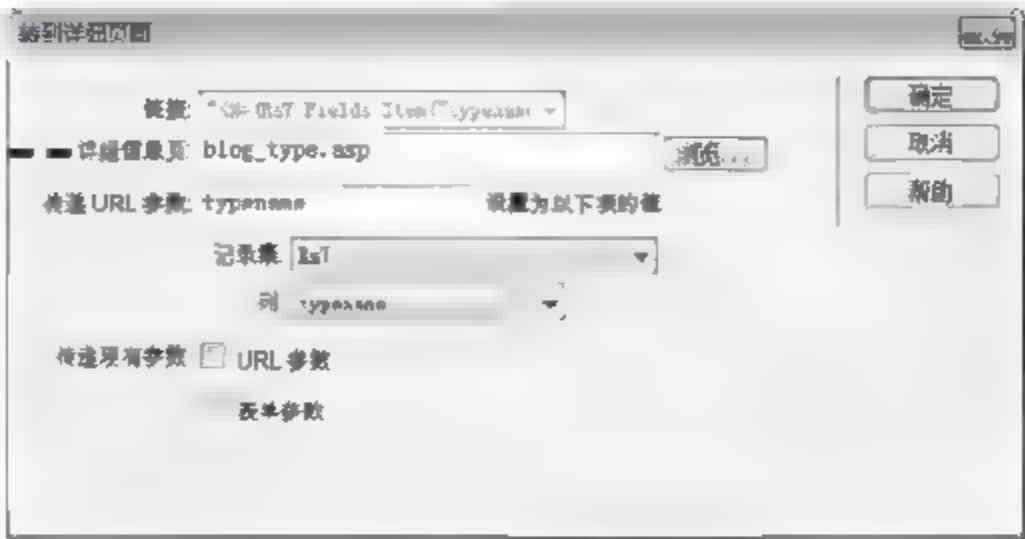 转到详细页面
链接: "<%=(RsT Fields Item("typename 确定
详细信息页: blog_type.asp 浏览... 取消
传递 URL 参数: typename 设置为以下项的值 帮助
记录集 RsT
列 typename
传递现有参数 URL 参数
表单参数